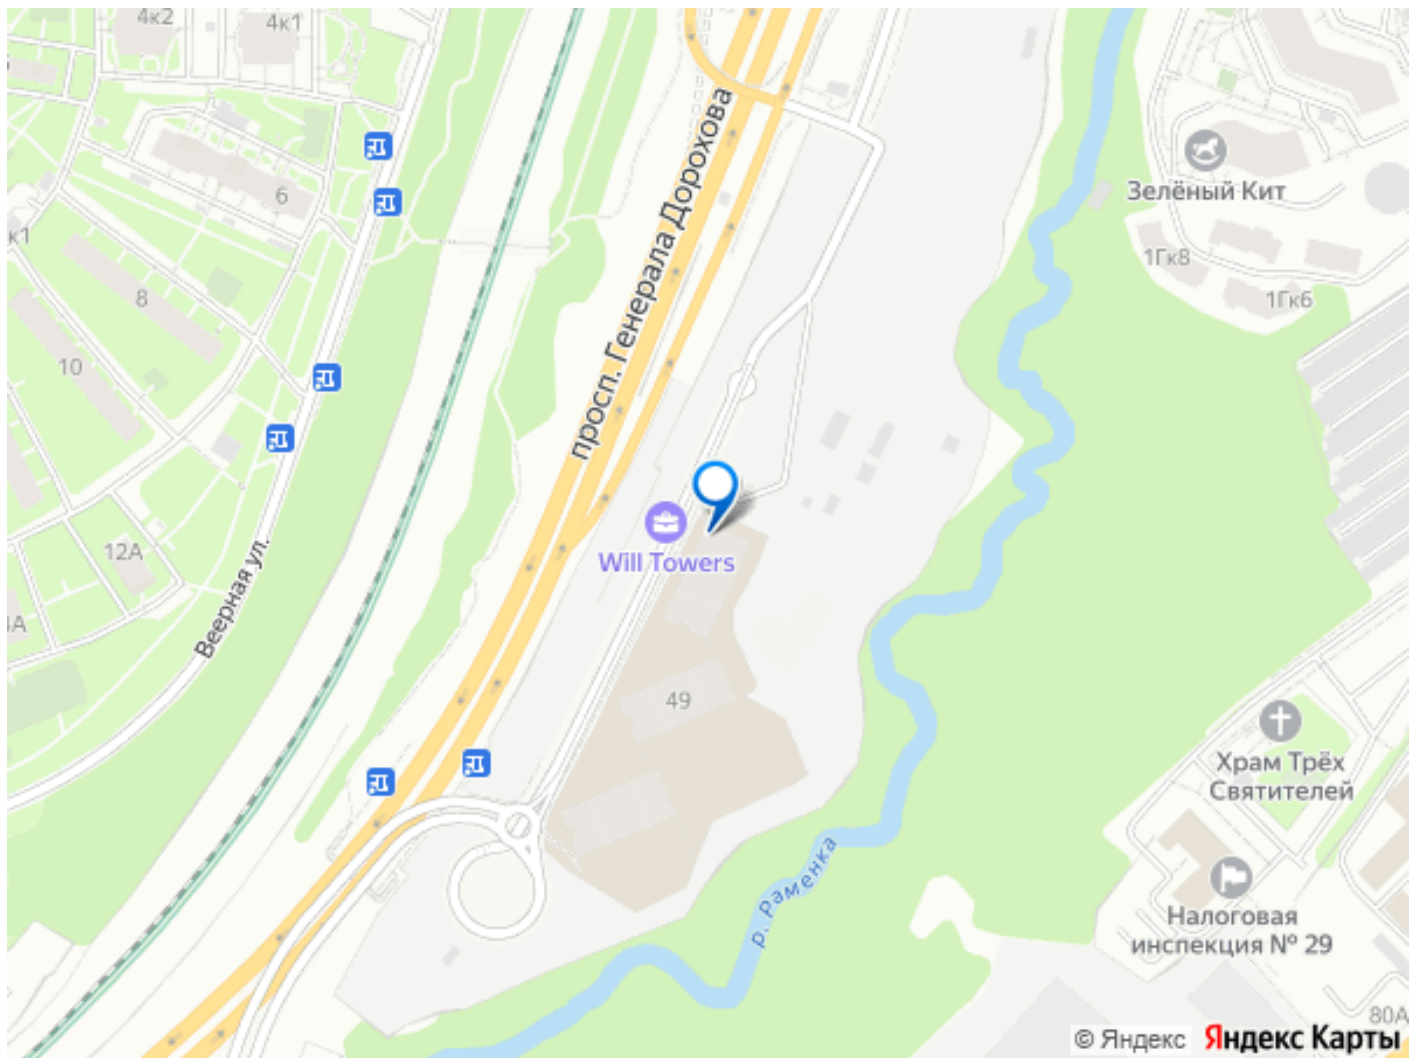 4к2
4к1
6
к1
8
10
12А
Веерная ул.
просп. Генерала Дорохова
Зелёный Кит
1Гк8
1Гк6
Will Towers
49
Храм Трёх
Святителей
р. Раменка
Налоговая
инспекция № 29
80А
© Яндекс Яндекс Карты